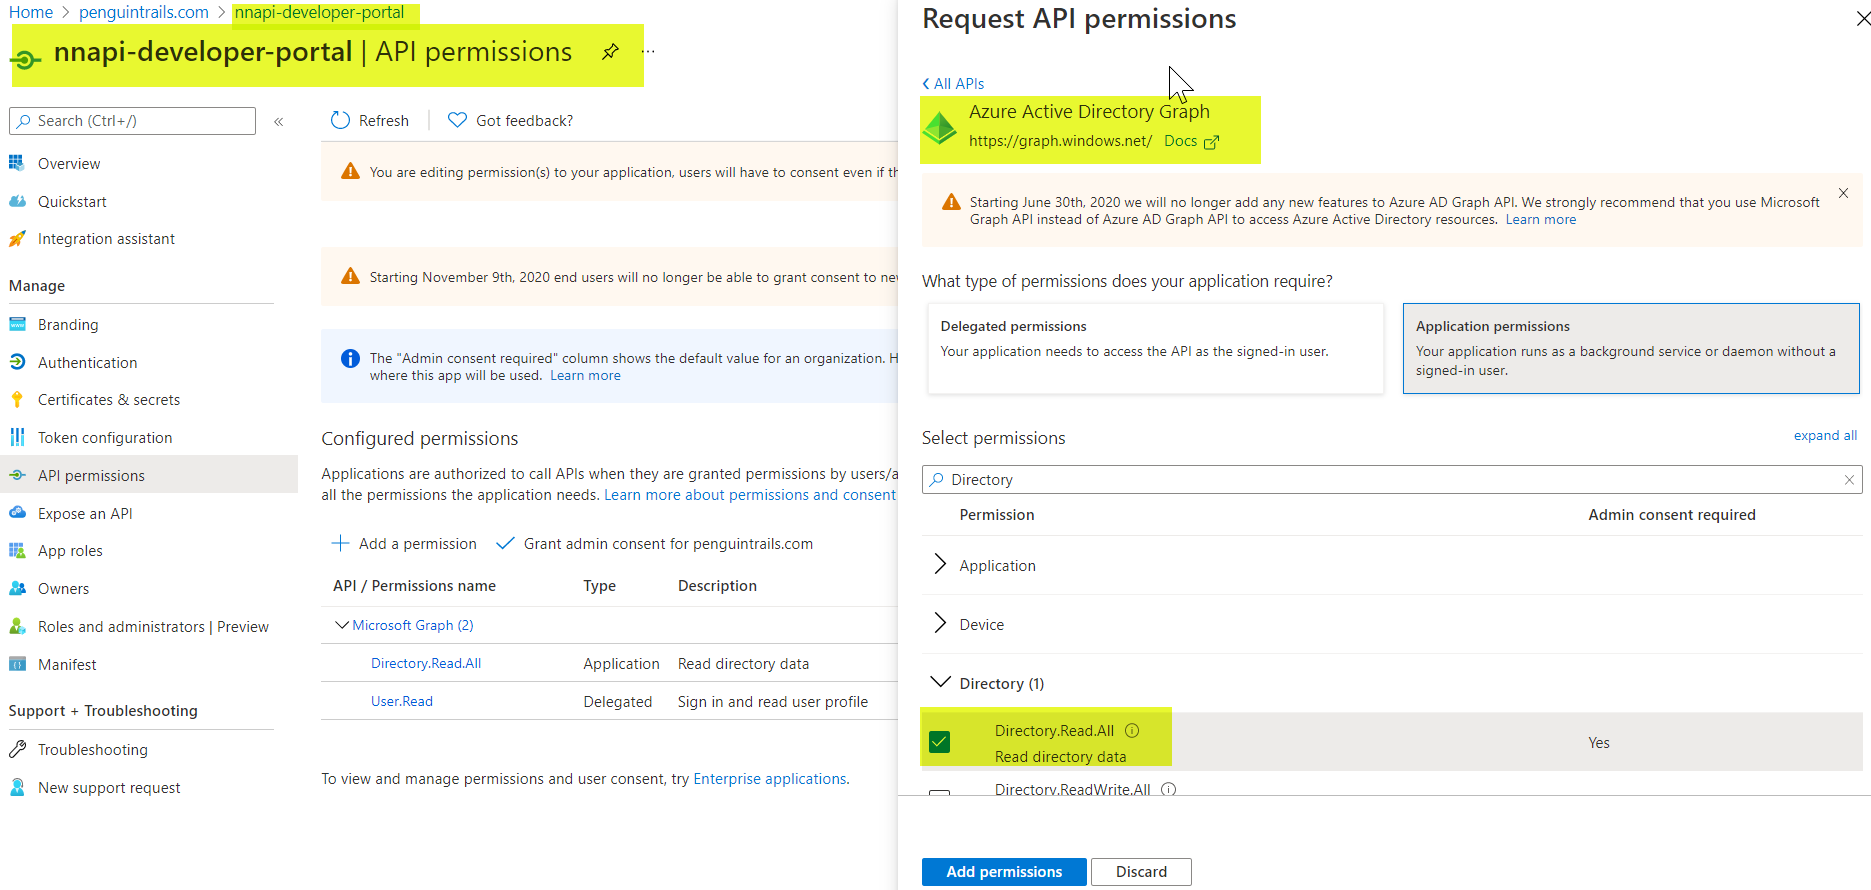 Home > penguintrails.com > nnapi-developer-portal
nnapi-developer-portal | API permissions ...
Search (Ctrl+/)
«
Overview
Quickstart
Integration assistant
Manage
Branding
Authentication
Certificates & secrets
Token configuration
API permissions
Expose an API
App roles
Owners
Roles and administrators | Preview
Manifest
Support + Troubleshooting
Troubleshooting
New support request
Refresh
Got feedback?
You are editing permission(s) to your application, users will have to consent even if th
Starting November 9th, 2020 end users will no longer be able to grant consent to nev
The "Admin consent required" column shows the default value for an organization. H
where this app will be used. Learn more
Configured permissions
Applications are authorized to call APIs when they are granted permissions by users/a
all the permissions the application needs. Learn more about permissions and consent
Add a permission
Grant admin consent for penguintrails.com
API / Permissions name Type Description
Microsoft Graph (2)
Directory.Read.All Application Read directory data
User.Read Delegated Sign in and read user profile
To view and manage permissions and user consent, try Enterprise applications.
Request API permissions
All APIs
Azure Active Directory Graph
https://graph.windows.net/ Docs
Starting June 30th, 2020 we will no longer add any new features to Azure AD Graph API. We strongly recommend that you use Microsoft
Graph API instead of Azure AD Graph API to access Azure Active Directory resources. Learn more
What type of permissions does your application require?
Delegated permissions
Your application needs to access the API as the signed-in user.
Application permissions
Your application runs as a background service or daemon without a
signed-in user.
Select permissions
expand all
Directory
Permission Admin consent required
Application
Device
Directory (1)
Directory.Read.All
Read directory data
Yes
Directory.ReadWrite.All
Add permissions
Discard